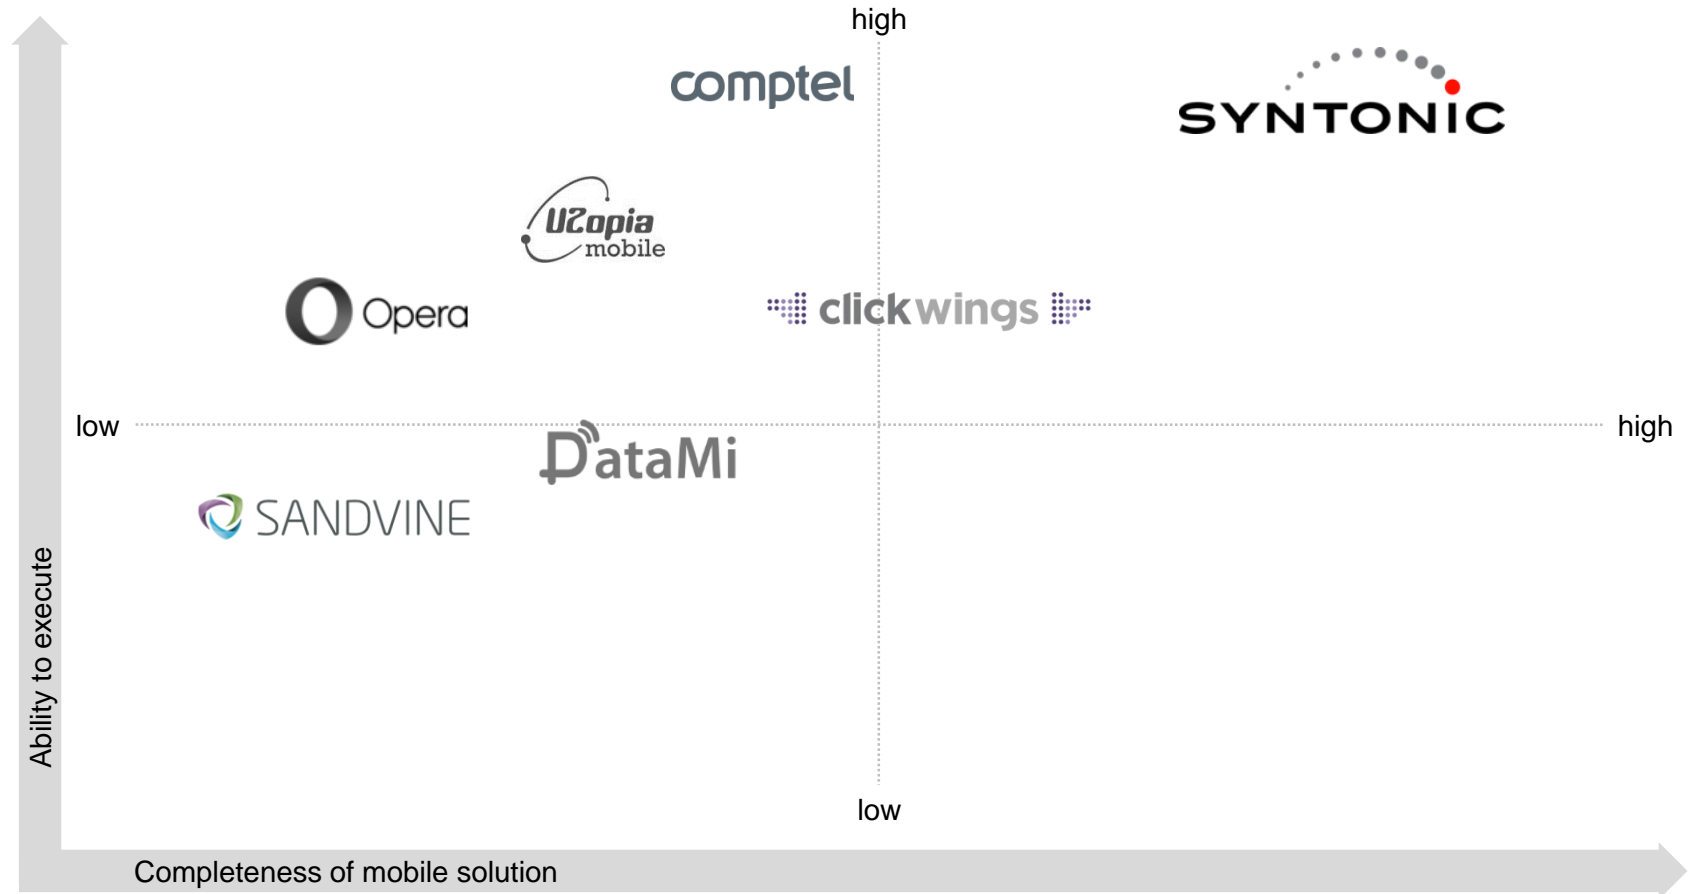 high
comptel
SYNTONIC
UZopia
mobile
Opera
clickwings
low
high
DataMi
SANDVINE
Ability to execute
low
Completeness of mobile solution